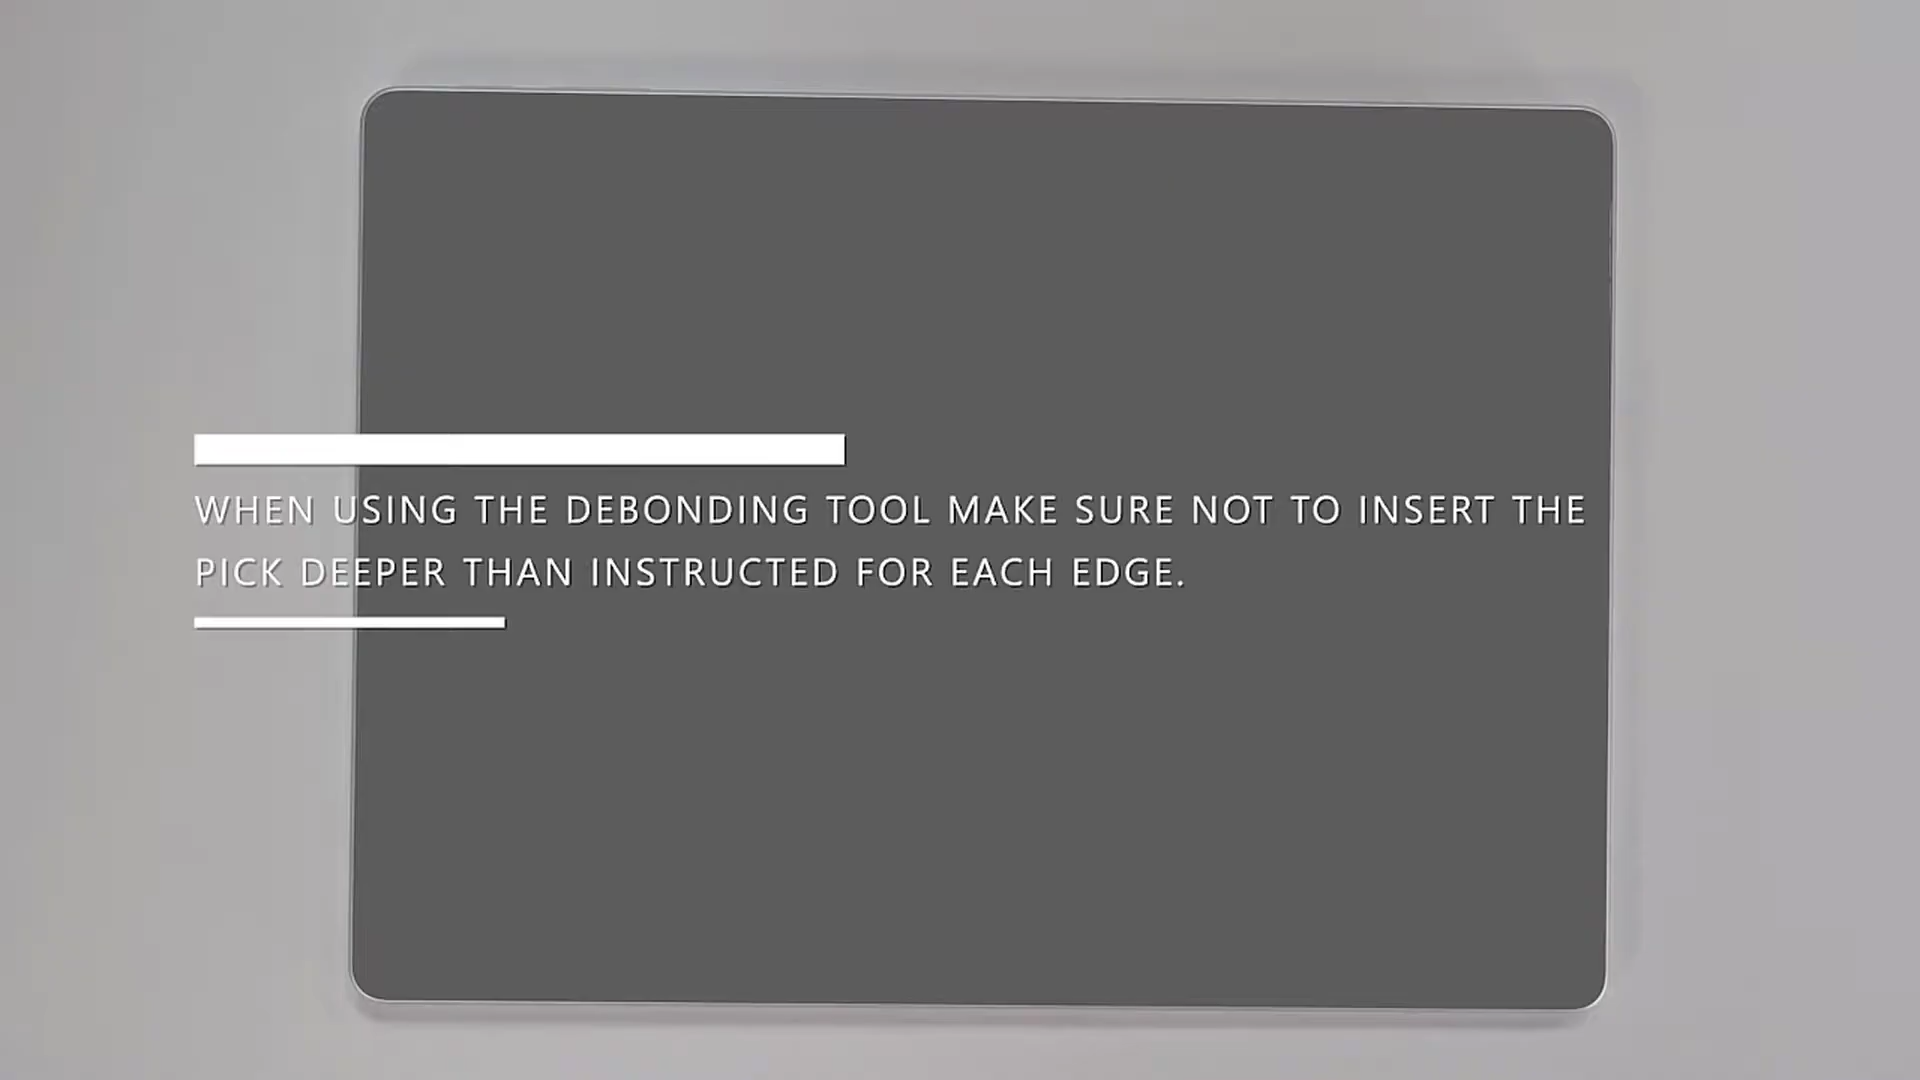 WHEN USING THE DEBONDING TOOL MAKE SURE NOT TO INSERT THE
PICK DEEPER THAN INSTRUCTED FOR EACH EDGE.